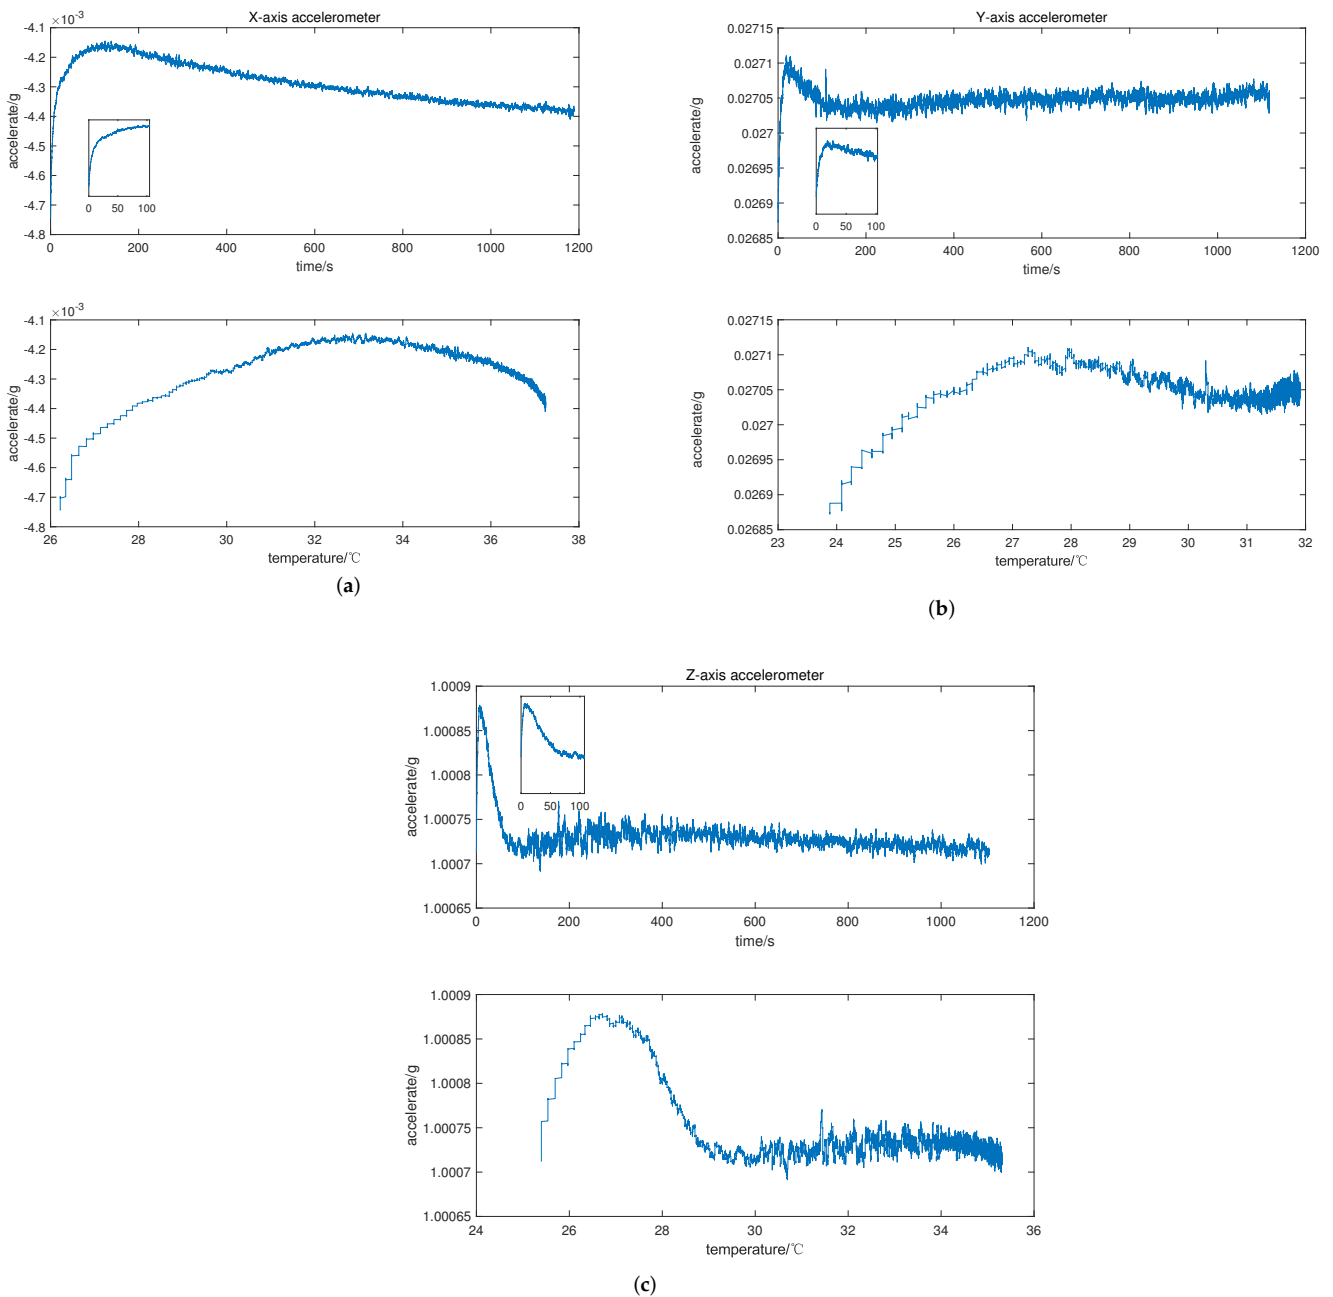 X-axis accelerometer
×10⁻³
-4.1
-4.2
-4.3
-4.4
-4.5
-4.6
-4.7
-4.8
accelerate/g
0 50 100
0 200 400 600 800 1000 1200
time/s
×10⁻³
-4.1
-4.2
-4.3
-4.4
-4.5
-4.6
-4.7
-4.8
accelerate/g
26 28 30 32 34 36 38
temperature/℃
(a)
Y-axis accelerometer
0.02715
0.0271
0.02705
0.027
0.02695
0.0269
0.02685
accelerate/g
0 50 100
0 200 400 600 800 1000 1200
time/s
0.02715
0.0271
0.02705
0.027
0.02695
0.0269
0.02685
accelerate/g
23 24 25 26 27 28 29 30 31 32
temperature/℃
(b)
Z-axis accelerometer
1.0009
1.00085
1.0008
1.00075
1.0007
1.00065
accelerate/g
0 50 100
0 200 400 600 800 1000 1200
time/s
1.0009
1.00085
1.0008
1.00075
1.0007
1.00065
accelerate/g
24 26 28 30 32 34 36
temperature/℃
(c)